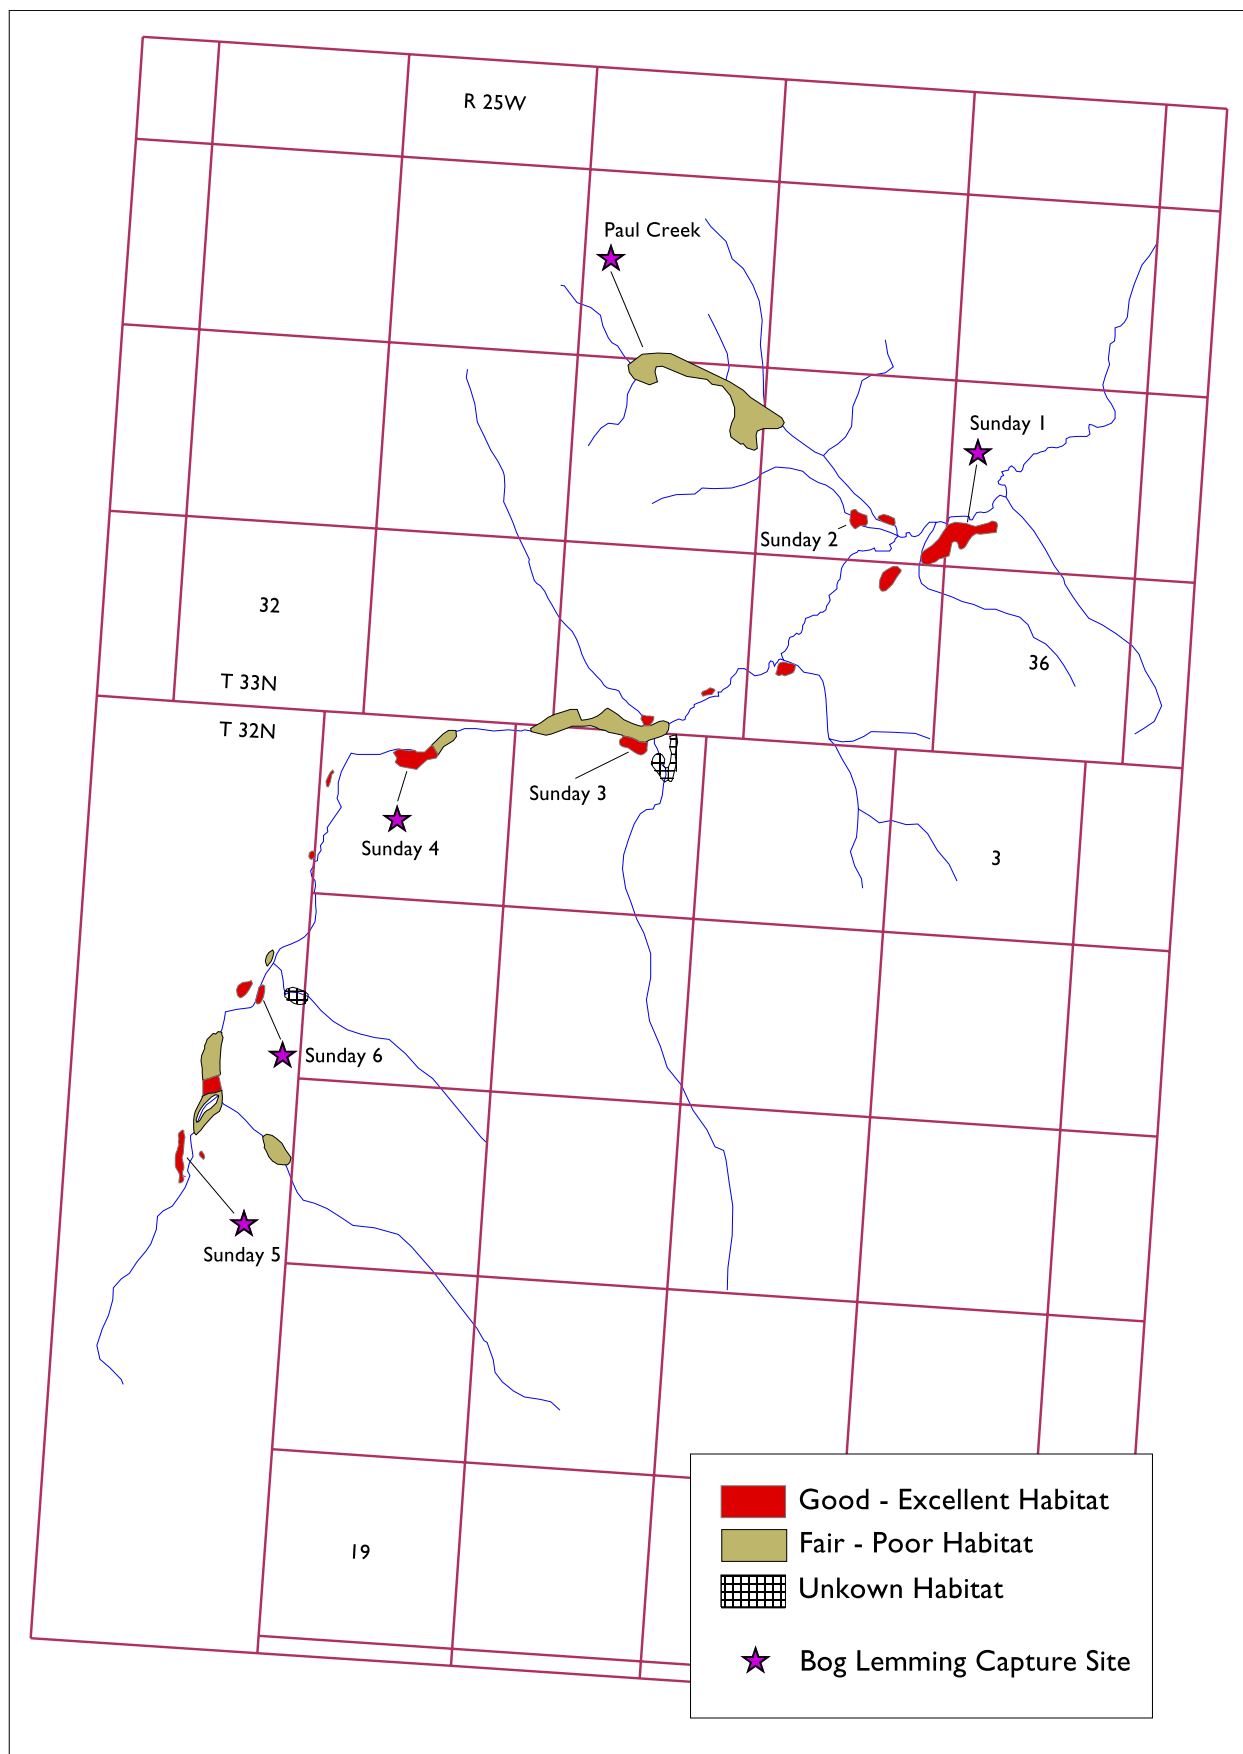 R 25W
Paul Creek
Sunday 1
Sunday 2
32
36
T 33N
T 32N
Sunday 3
Sunday 4
3
Sunday 6
Sunday 5
19
Good - Excellent Habitat
Fair - Poor Habitat
Unkown Habitat
Bog Lemming Capture Site